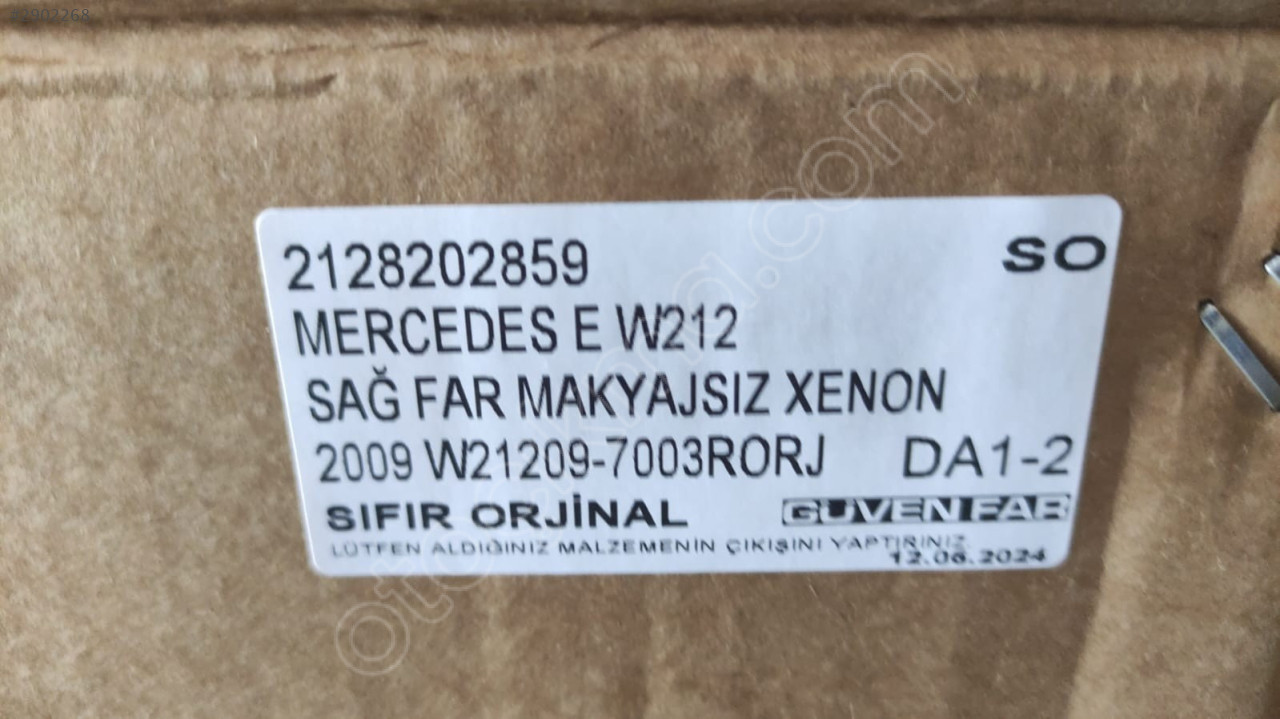 2128202859 SO
MERCEDES E W212
SAĞ FAR MAKYAJSIZ XENON
2009 W21209-7003RORJ DA1-2
SIFIR ORJİNAL GÜVEN FAR
LÜTFEN ALDIĞINIZ MALZEMENİN ÇIKIŞINI YAPTIRINIZ.
12.06.2024